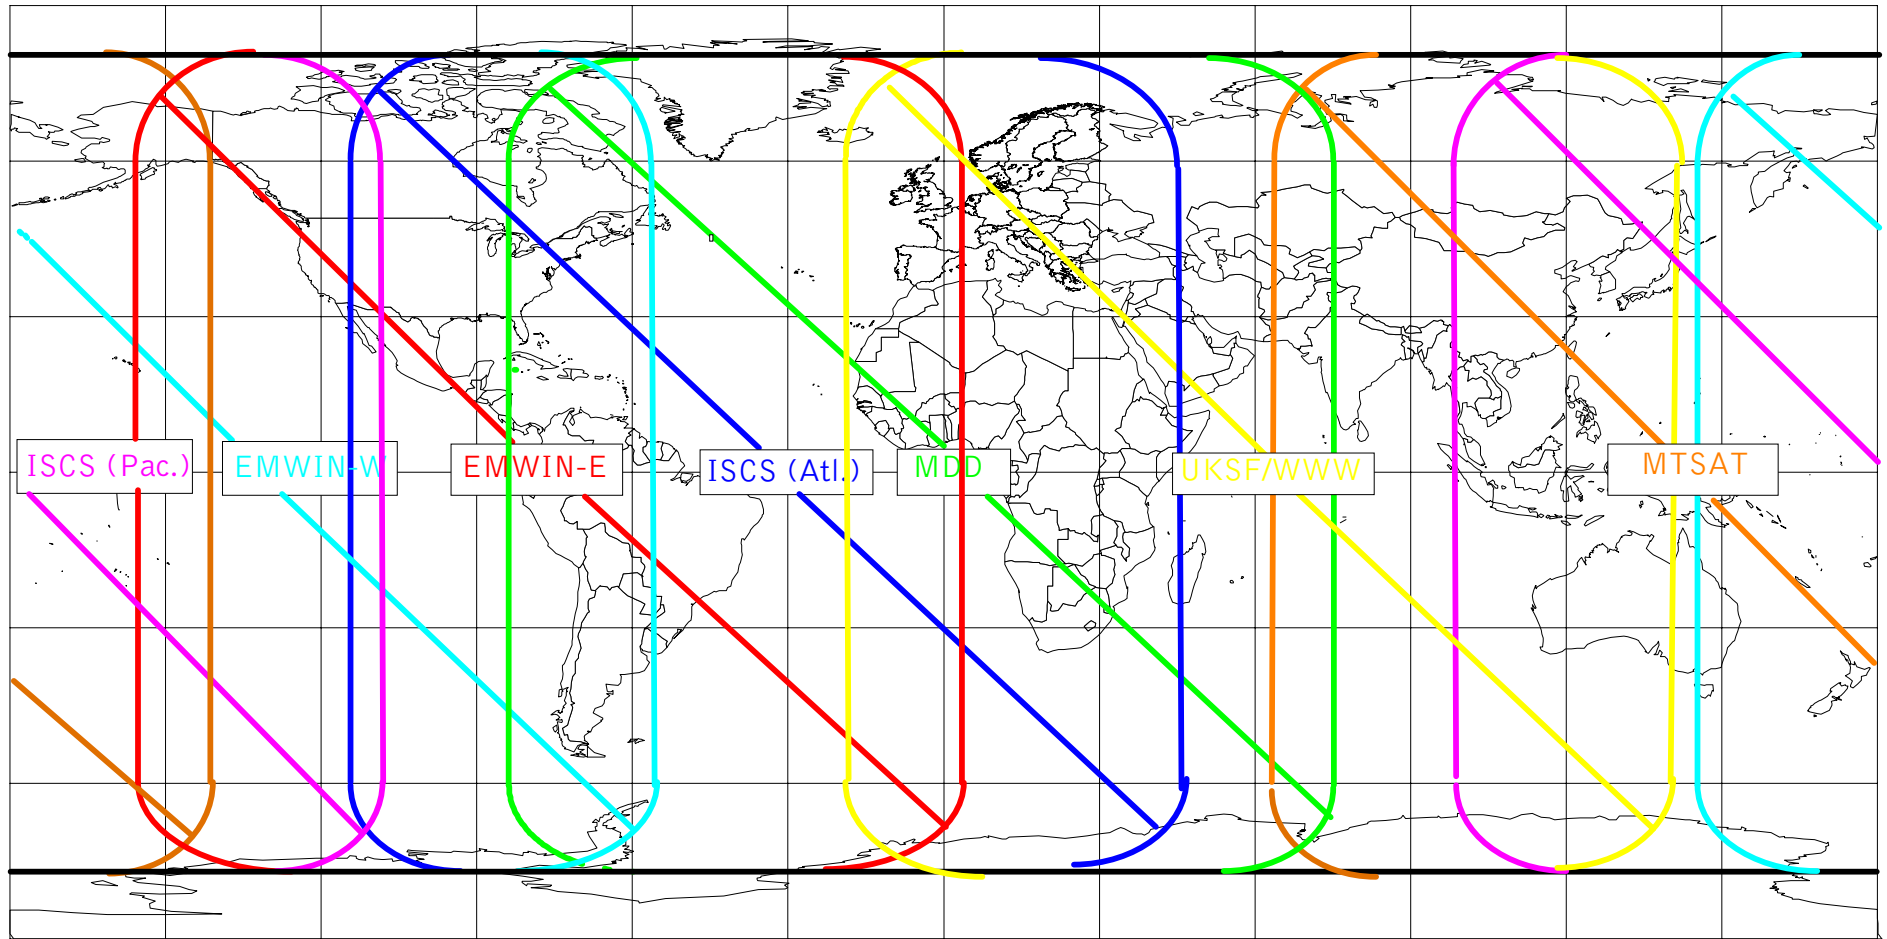 ISCS (Pac.)
EMWIN-W
EMWIN-E
ISCS (Atl.)
MDD
UKSF/WWW
MTSAT